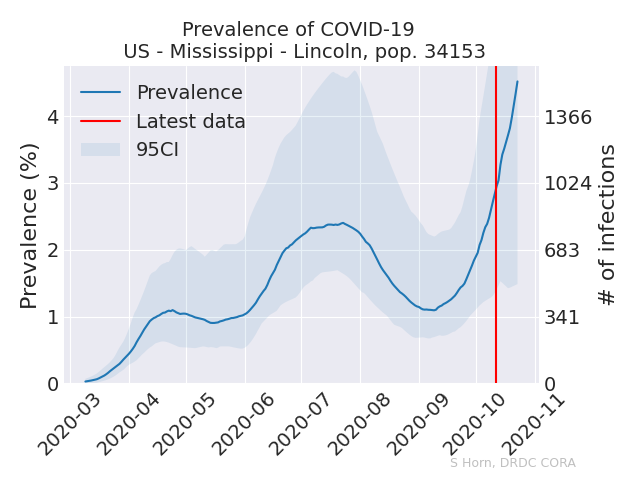 Prevalence of COVID-19
US - Mississippi - Lincoln, pop. 34153
Prevalence
Latest data
95CI
Prevalence (%)
4
3
2
1
0
# of infections
1366
1024
683
341
0
2020-03
2020-04
2020-05
2020-06
2020-07
2020-08
2020-09
2020-10
2020-11
S Horn, DRDC CORA